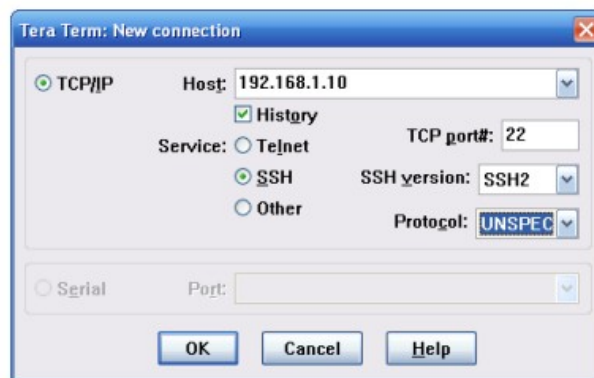 Tera Term: New connection
TCP/IP
Host: 192.168.1.10
History
Service: Telnet
TCP port#: 22
SSH
SSH version: SSH2
Other
Protocol: UNSPEC
Serial
Port:
OK Cancel Help